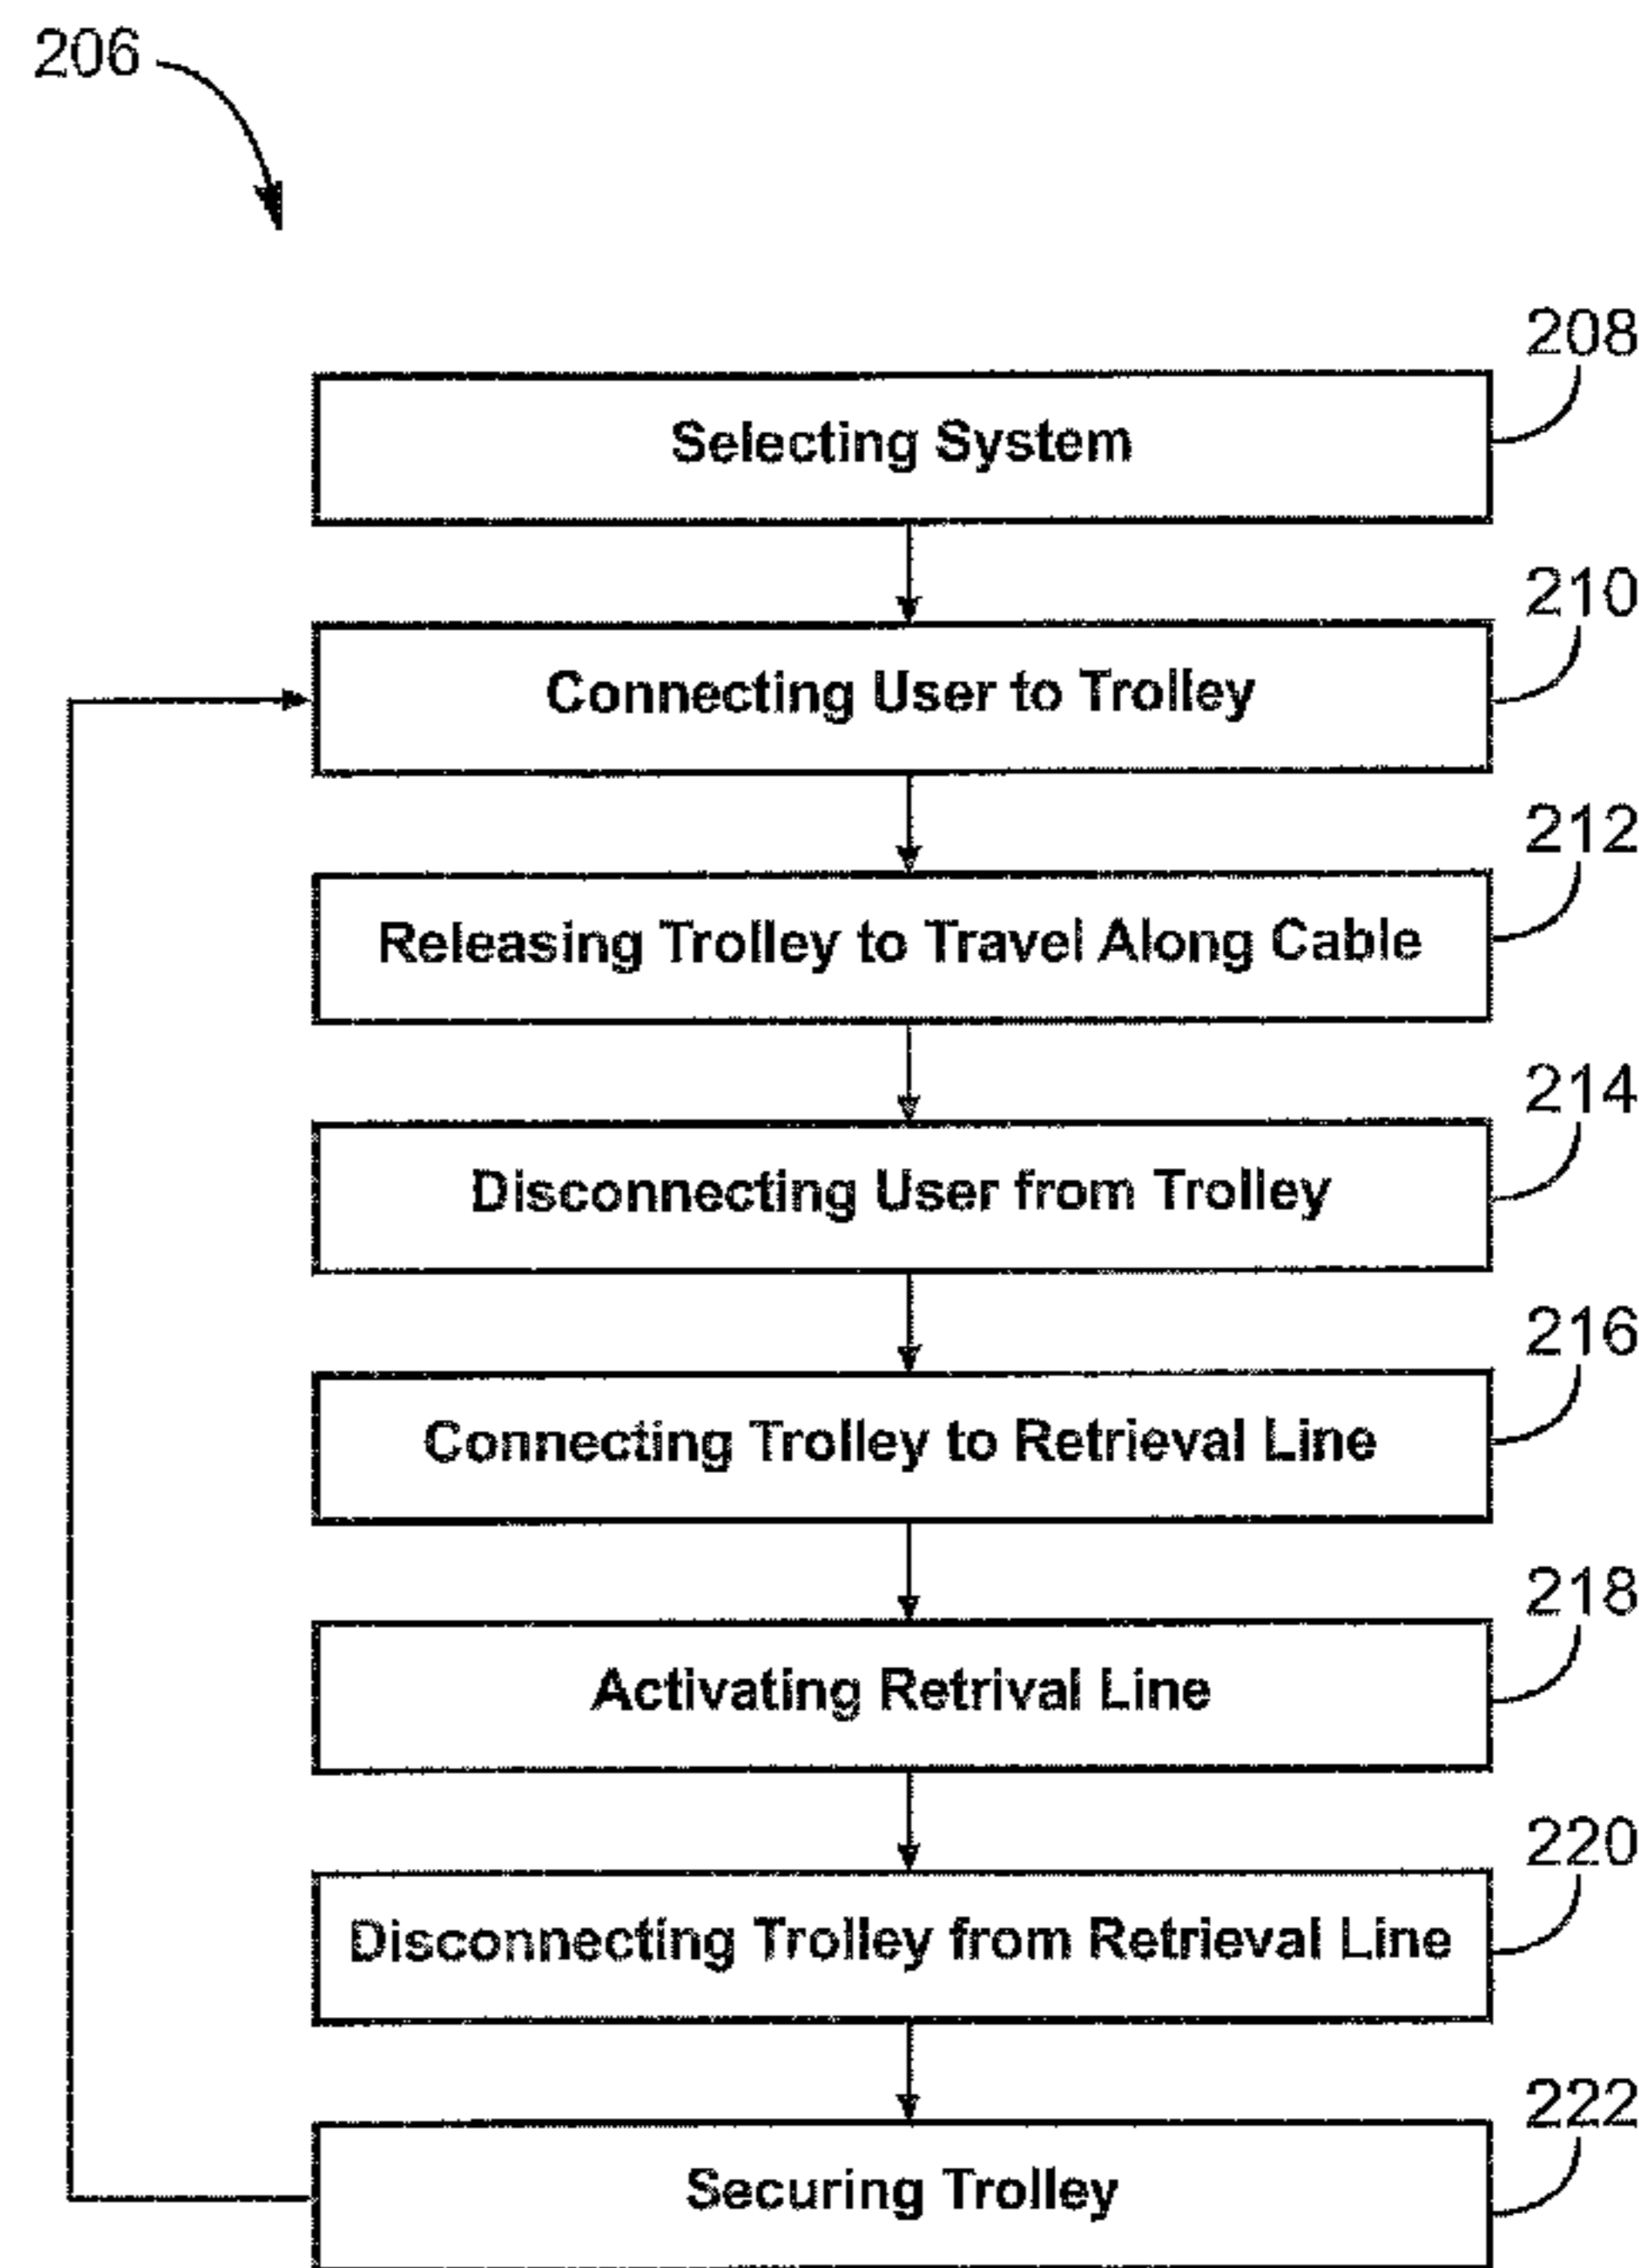 206
208
Selecting System
210
Connecting User to Trolley
212
Releasing Trolley to Travel Along Cable
214
Disconnecting User from Trolley
216
Connecting Trolley to Retrieval Line
218
Activating Retrival Line
220
Disconnecting Trolley from Retrieval Line
222
Securing Trolley